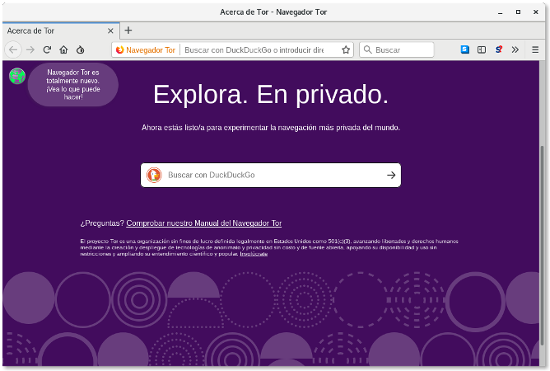 Acerca de Tor - Navegador Tor
Acerca de Tor
Navegador Tor
Buscar con DuckDuckGo o introducir dire
Buscar
Navegador Tor es
totalmente nuevo.
¡Vea lo que puede
hacer!
Explora. En privado.
Ahora estás listo/a para experimentar la navegación más privada del mundo.
Buscar con DuckDuckGo
¿Preguntas? Comprobar nuestro Manual del Navegador Tor
El proyecto Tor es una organización sin fines de lucro definida legalmente en Estados Unidos como 501(c)(3), avanzando libertades y derechos humanos
mediante la creación y despliegue de tecnologías de anonimato y privacidad sin costo y de fuente abierta, apoyando su disponibilidad y uso sin
restricciones y ampliando su entendimiento científico y popular. Involúcrate